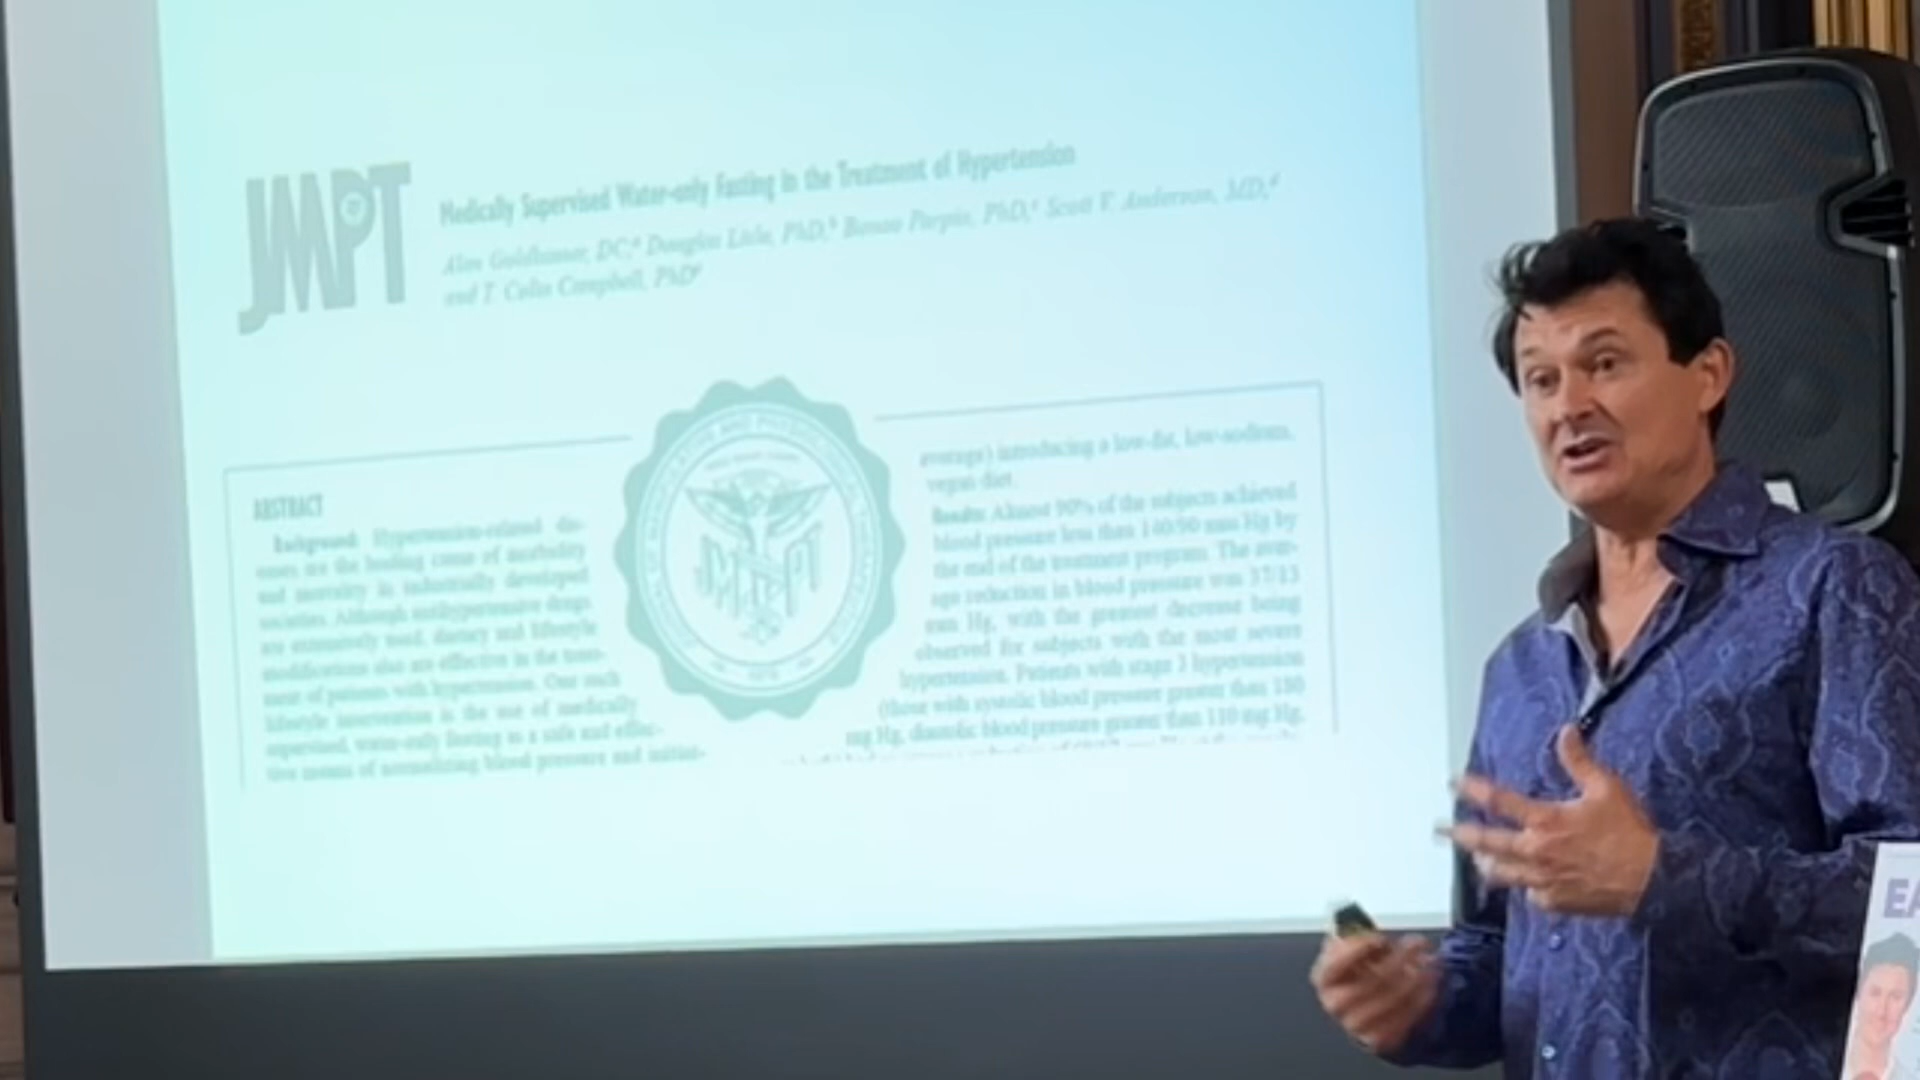 JMPT
Medically Supervised Water-only Fasting in the Treatment of Hypertension
Alan Goldhamer, DC,a Douglas Lisle, PhD,b Banoo Parpia, PhD,c Scott V. Anderson, MD,d
and T. Colin Campbell, PhDe
ABSTRACT
Background: Hypertension-related dis-
eases are the leading cause of morbidity
and mortality in industrially developed
societies. Although antihypertensive drugs
are extensively used, dietary and lifestyle
modifications also are effective in the treat-
ment of patients with hypertension. One such
lifestyle intervention is the use of medically
supervised, water-only fasting as a safe and effec-
tive means of normalizing blood pressure and initiat-
JMPT
average) introducing a low-fat, low-sodium,
vegan diet.
Results: Almost 90% of the subjects achieved
blood pressure less than 140/90 mm Hg by
the end of the treatment program. The aver-
age reduction in blood pressure was 37/13
mm Hg, with the greatest decrease being
observed for subjects with the most severe
hypertension. Patients with stage 3 hypertension
(those with systolic blood pressure greater than 180
mg Hg, diastolic blood pressure greater than 110 mg Hg,
EA